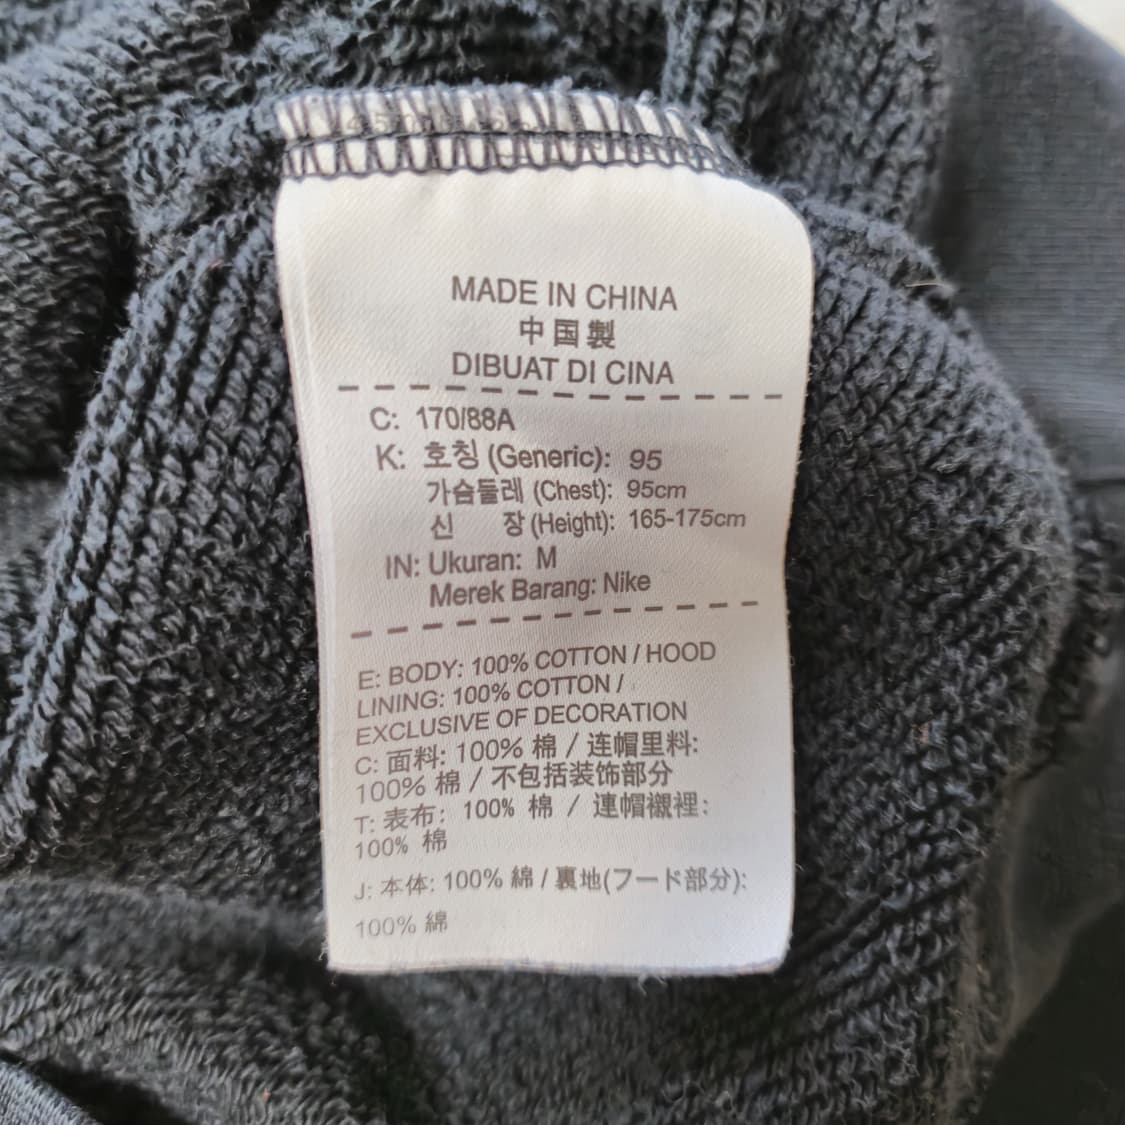 MADE IN CHINA
中国製
DIBUAT DI CINA
C: 170/88A
K: 호칭 (Generic): 95
가슴둘레 (Chest): 95cm
신 장 (Height): 165-175cm
IN: Ukuran: M
Merek Barang: Nike
E: BODY: 100% COTTON / HOOD
LINING: 100% COTTON /
EXCLUSIVE OF DECORATION
C: 面料: 100% 棉 / 连帽里料:
100% 棉 / 不包括装饰部分
T: 表布: 100% 棉 / 連帽襯裡:
100% 棉
J: 本体: 100% 綿 / 裏地(フード部分):
100% 綿